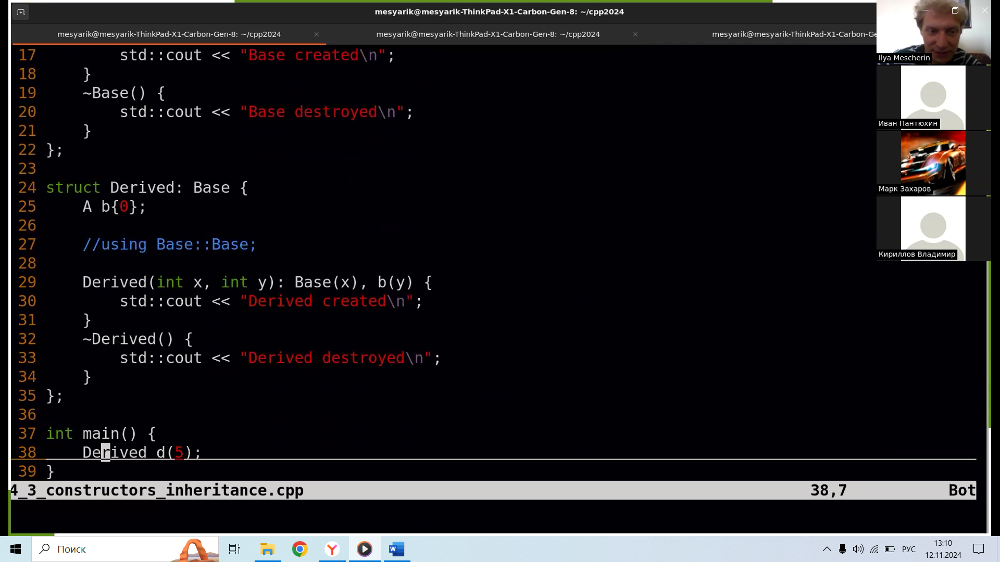 mesyarik@mesyarik-ThinkPad-X1-Carbon-Gen-8: ~/cpp2024
mesyarik@mesyarik-ThinkPad-X1-Carbon-Gen-8: ~/cpp2024
mesyarik@mesyarik-ThinkPad-X1-Carbon-Gen-8: ~/cpp2024
mesyarik@mesyarik-ThinkPad-X1-Carbon-Ge
17         std::cout << "Base created\n";
18     }
19     ~Base() {
20         std::cout << "Base destroyed\n";
21     }
22 };
23
24 struct Derived: Base {
25     A b{0};
26
27     //using Base::Base;
28
29     Derived(int x, int y): Base(x), b(y) {
30         std::cout << "Derived created\n";
31     }
32     ~Derived() {
33         std::cout << "Derived destroyed\n";
34     }
35 };
36
37 int main() {
38     Derived d(5);
39 }
4_3_constructors_inheritance.cpp 38,7 Bot
Ilya Mescherin
Иван Пантюхин
Марк Захаров
Кириллов Владимир
Поиск
РУС
13:10
12.11.2024